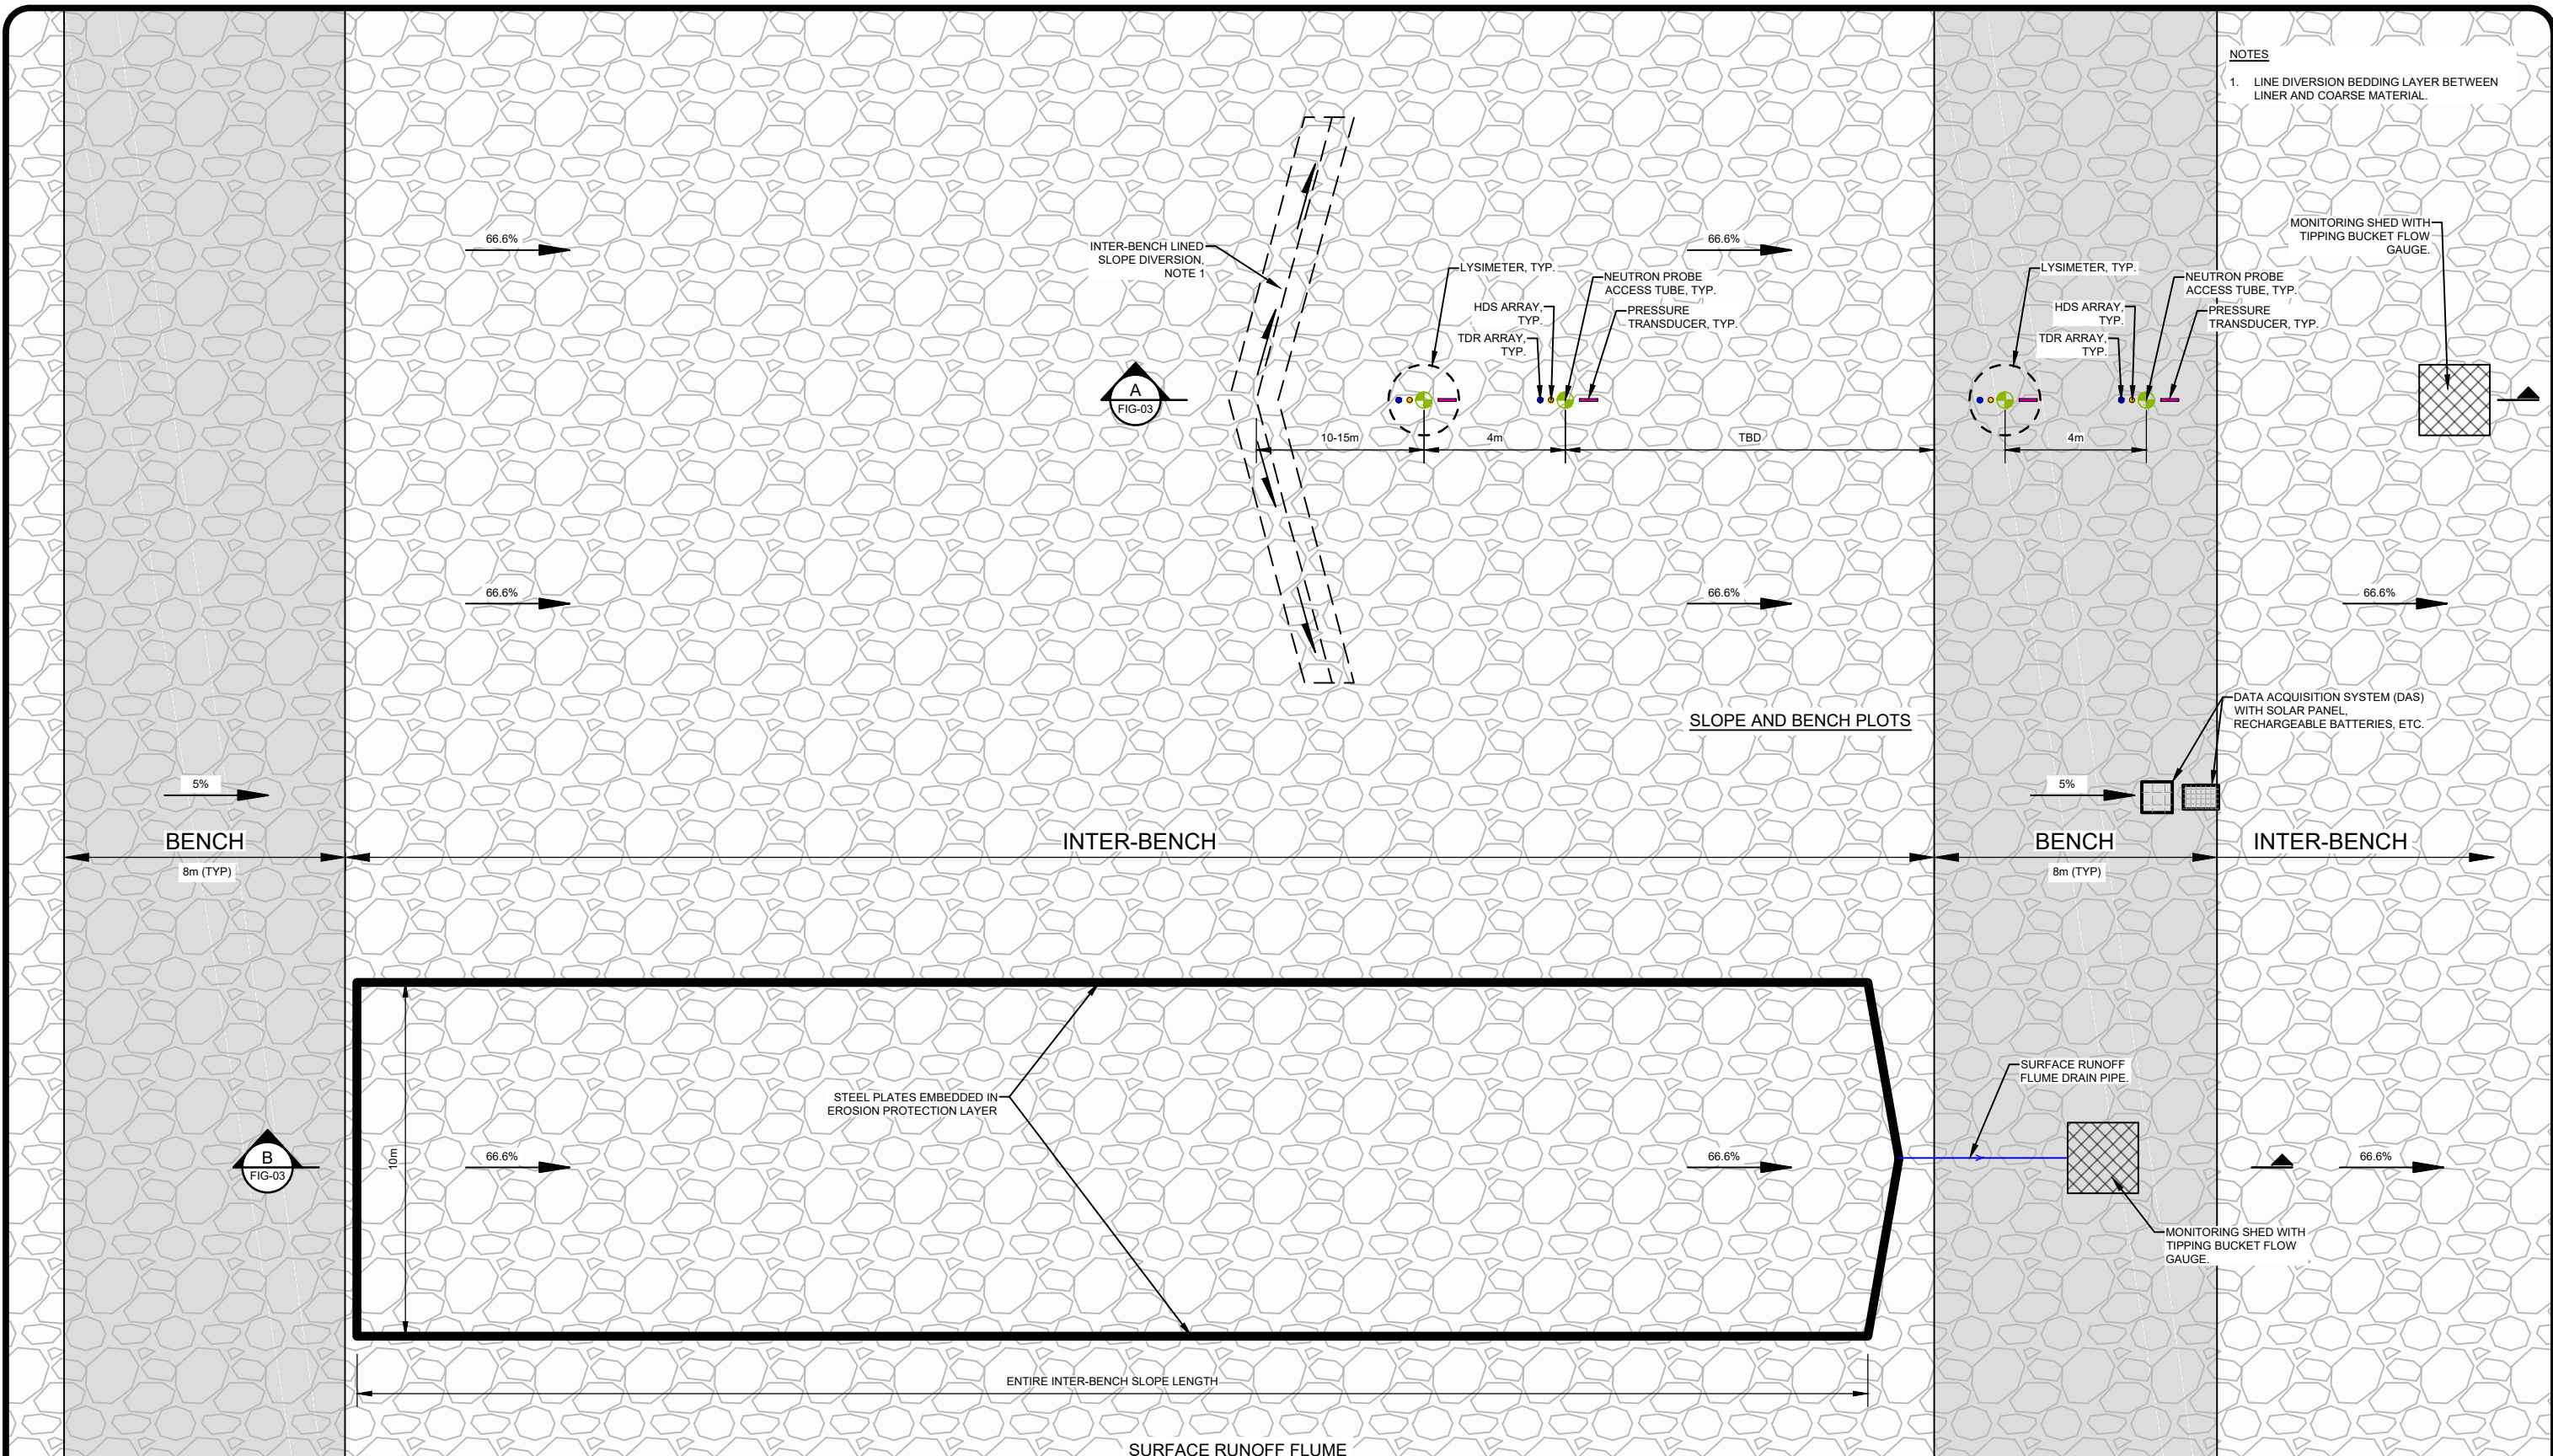 NOTES
1. LINE DIVERSION BEDDING LAYER BETWEEN
LINER AND COARSE MATERIAL.
66.6%
INTER-BENCH LINED
SLOPE DIVERSION,
NOTE 1
66.6%
MONITORING SHED WITH
TIPPING BUCKET FLOW
GAUGE.
LYSIMETER, TYP.
NEUTRON PROBE
ACCESS TUBE, TYP.
HDS ARRAY,
TYP.
PRESSURE
TRANSDUCER, TYP.
TDR ARRAY,
TYP.
LYSIMETER, TYP.
NEUTRON PROBE
ACCESS TUBE, TYP.
HDS ARRAY,
TYP.
PRESSURE
TRANSDUCER, TYP.
TDR ARRAY,
TYP.
A
FIG-03
10-15m
4m
TBD
4m
66.6%
66.6%
66.6%
SLOPE AND BENCH PLOTS
DATA ACQUISITION SYSTEM (DAS)
WITH SOLAR PANEL,
RECHARGEABLE BATTERIES, ETC.
5%
5%
BENCH
8m (TYP)
INTER-BENCH
BENCH
8m (TYP)
INTER-BENCH
STEEL PLATES EMBEDDED IN
EROSION PROTECTION LAYER
SURFACE RUNOFF
FLUME DRAIN PIPE.
B
FIG-03
10m
66.6%
66.6%
66.6%
MONITORING SHED WITH
TIPPING BUCKET FLOW
GAUGE.
ENTIRE INTER-BENCH SLOPE LENGTH
SURFACE RUNOFF FLUME